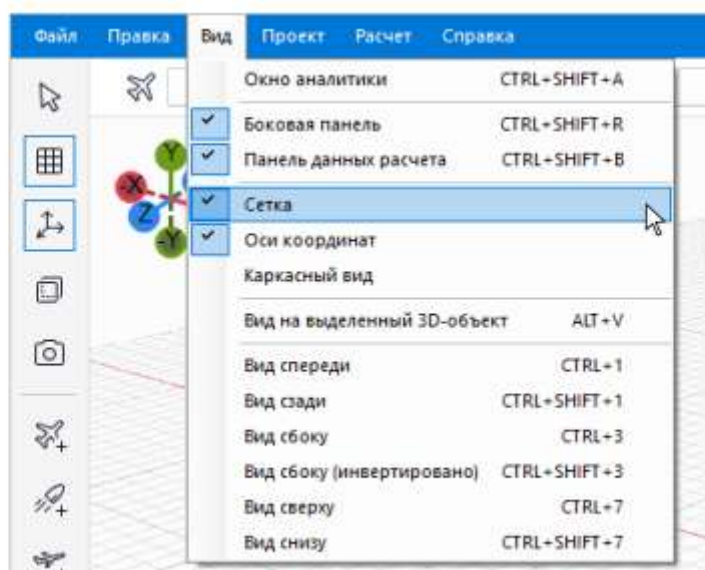 Файл Правка Вид Проект Расчет Справка
Окно аналитики CTRL+SHIFT+A
Боковая панель CTRL+SHIFT+R
Панель данных расчета CTRL+SHIFT+B
Сетка
Оси координат
Каркасный вид
Вид на выделенный 3D-объект ALT+V
Вид спереди CTRL+1
Вид сзади CTRL+SHIFT+1
Вид сбоку CTRL+3
Вид сбоку (инвертировано) CTRL+SHIFT+3
Вид сверху CTRL+7
Вид снизу CTRL+SHIFT+7
Y
-X
Z
-Y